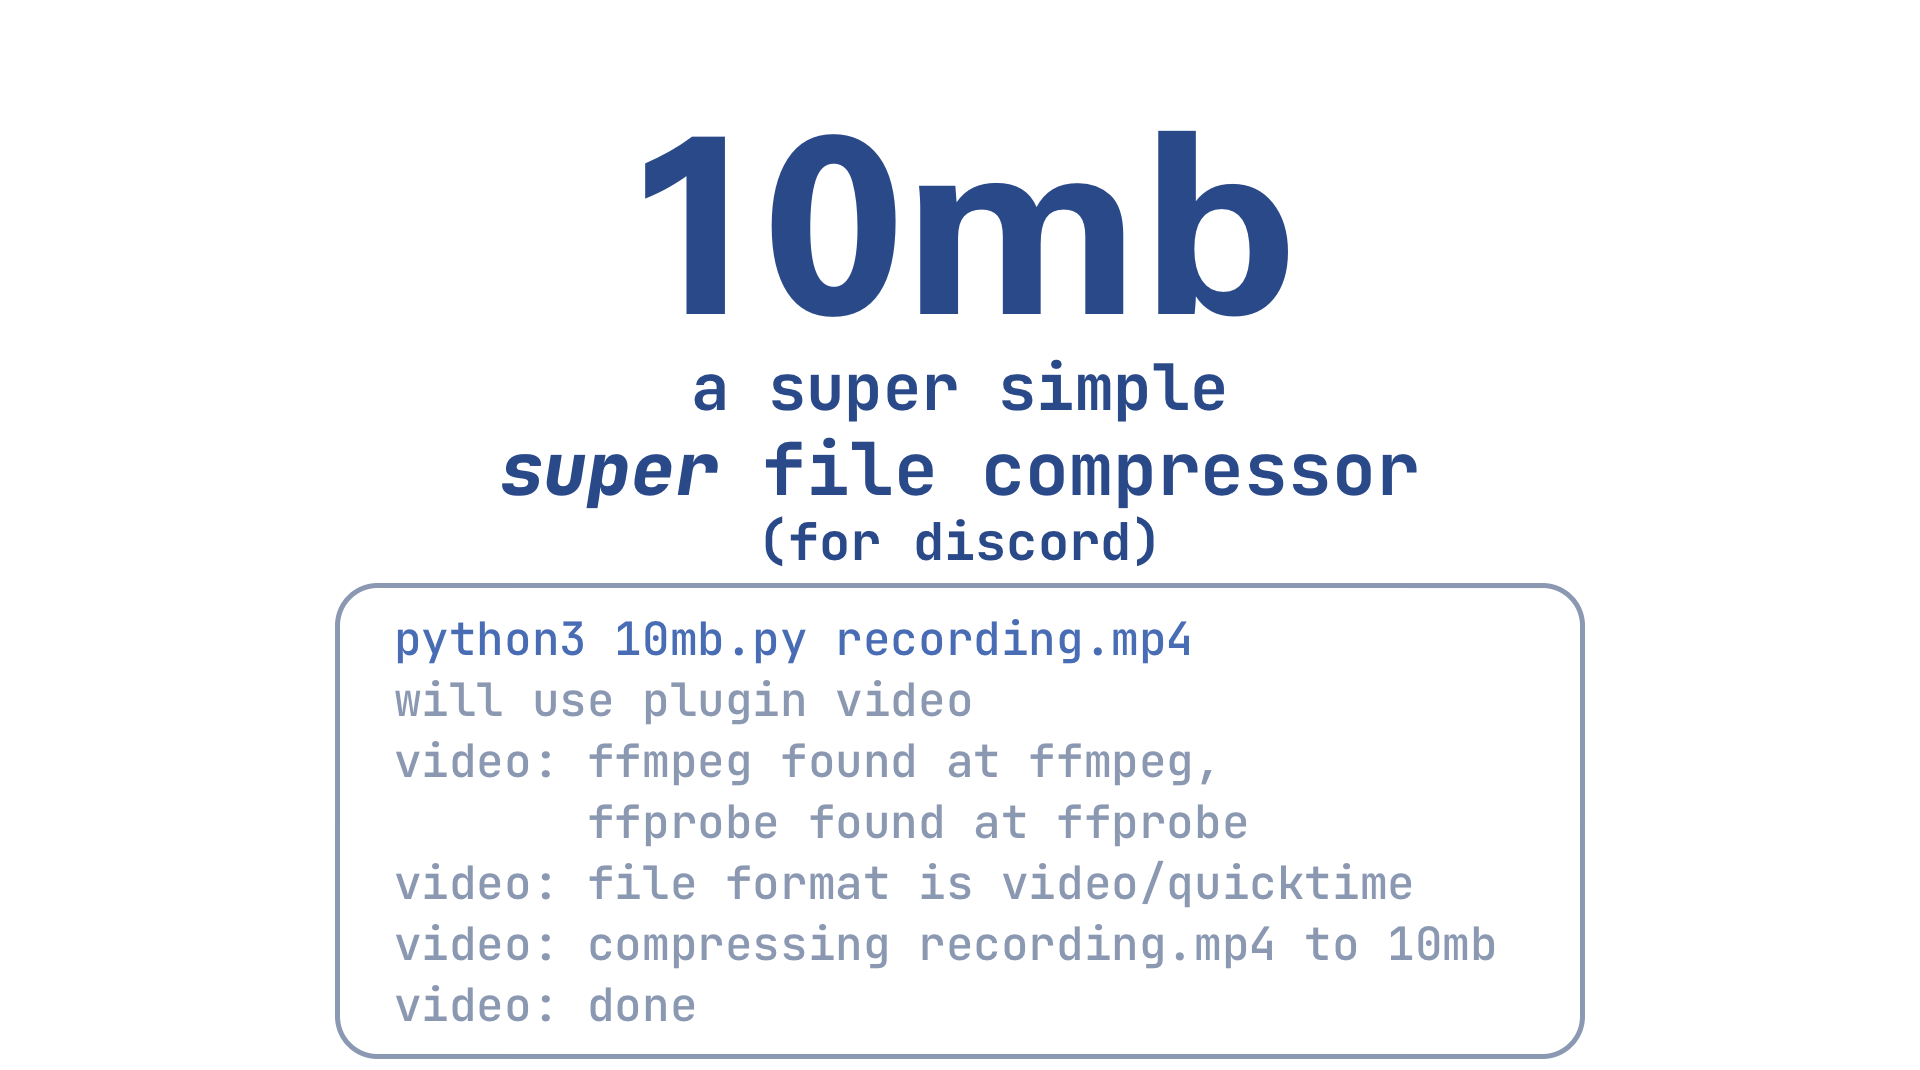 10mb
a super simple
super file compressor
(for discord)
python3 10mb.py recording.mp4
will use plugin video
video: ffmpeg found at ffmpeg,
ffprobe found at ffprobe
video: file format is video/quicktime
video: compressing recording.mp4 to 10mb
video: done